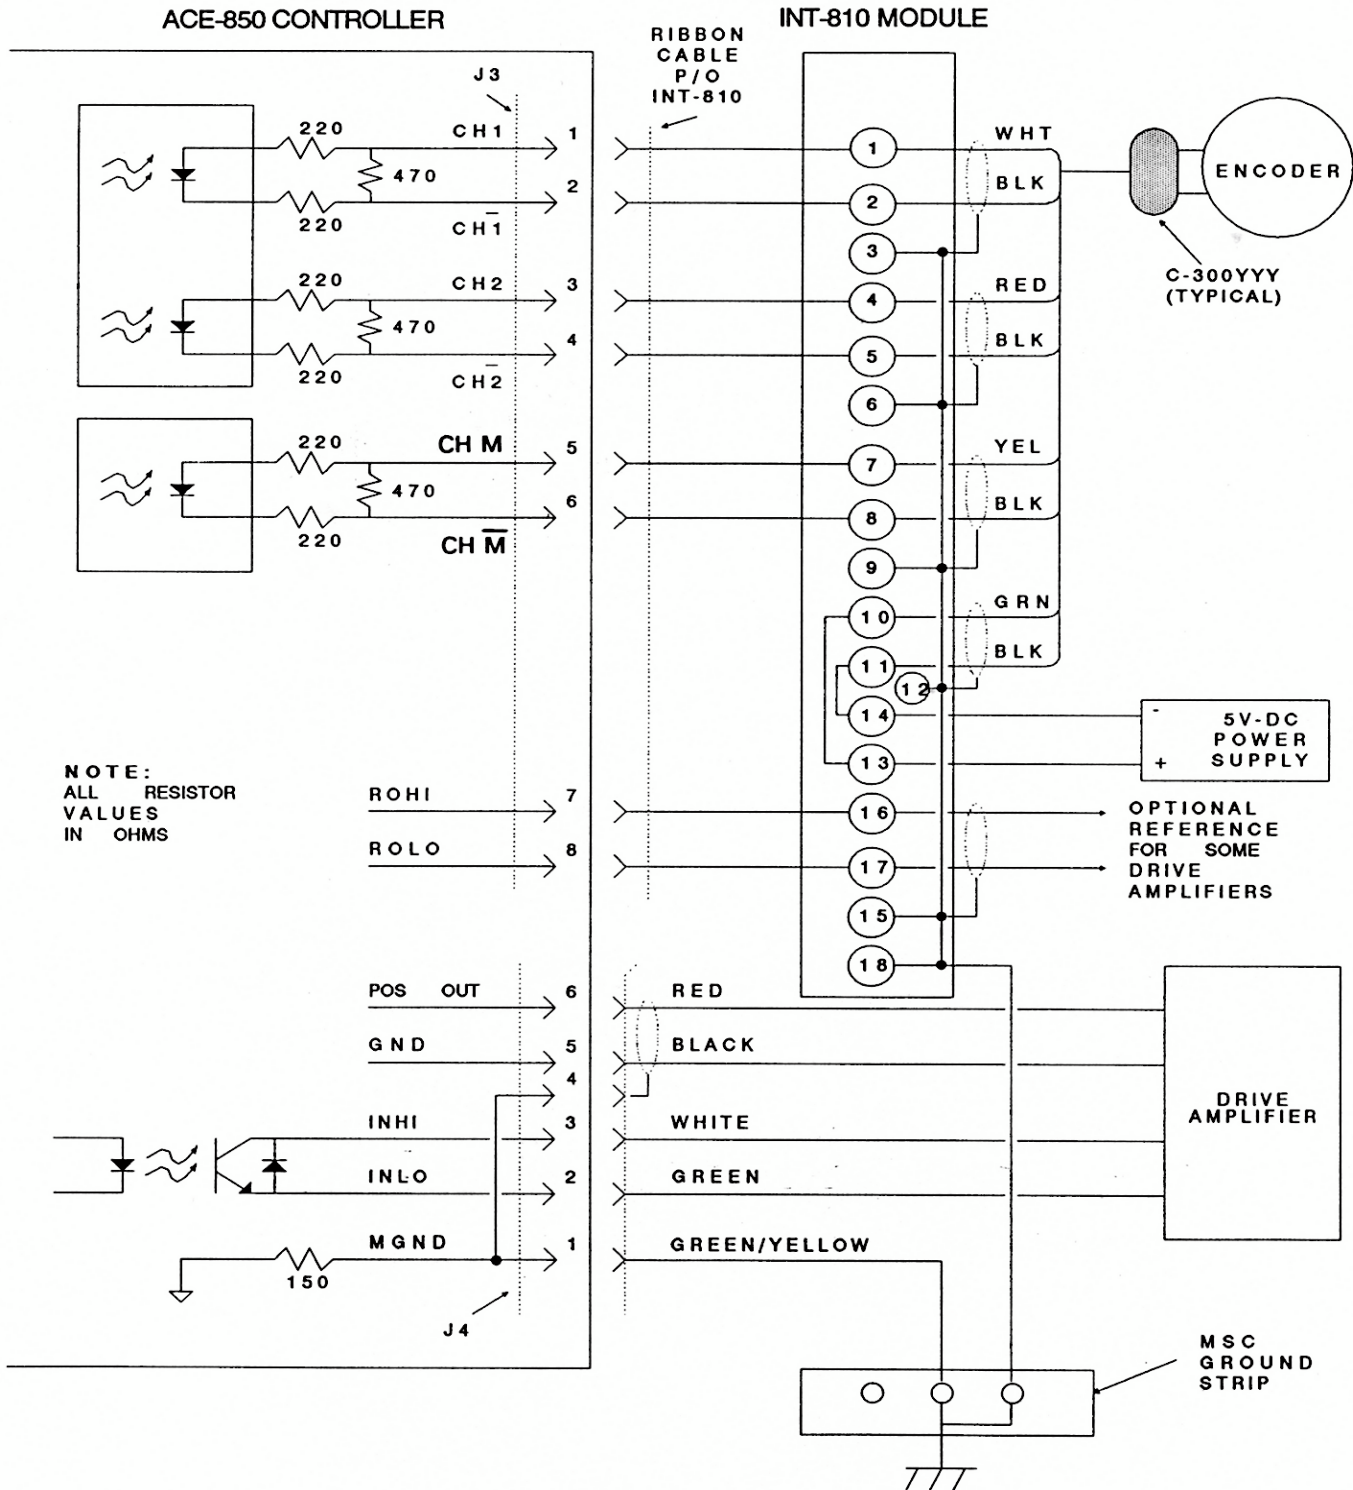 ACE-850 CONTROLLER
INT-810 MODULE
RIBBON
CABLE
P/O
INT-810
J3
220
CH1
1
470
2
220
CH1̅
220
CH2
3
470
4
220
CH2̅
220
CH M
5
470
6
220
CH M̅
1
2
3
4
5
6
7
8
9
10
11
12
14
13
16
17
15
18
WHT
BLK
RED
BLK
YEL
BLK
GRN
BLK
ENCODER
C-300YYY
(TYPICAL)
- 5V-DC
POWER
+ SUPPLY
NOTE:
ALL RESISTOR
VALUES
IN OHMS
ROHI
7
ROLO
8
OPTIONAL
REFERENCE
FOR SOME
DRIVE
AMPLIFIERS
POS OUT
6
RED
GND
5
BLACK
4
INHI
3
WHITE
INLO
2
GREEN
MGND
1
GREEN/YELLOW
150
J4
DRIVE
AMPLIFIER
MSC
GROUND
STRIP